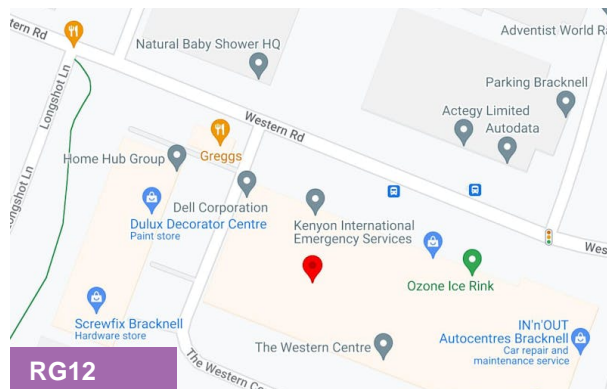 Adventist World Ra
tern Rd
Natural Baby Shower HQ
Longshot Ln
Parking Bracknell
Actegy Limited
Autodata
Western Rd
Greggs
Home Hub Group
ongshot Ln
Dell Corporation
Dulux Decorator Centre
Paint store
Kenyon International
Emergency Services
Wes
Ozone Ice Rink
Screwfix Bracknell
Hardware store
The Western Centre
IN'n'OUT
Autocentres Bracknell
Car repair and
maintenance service
The Western Ce
RG12